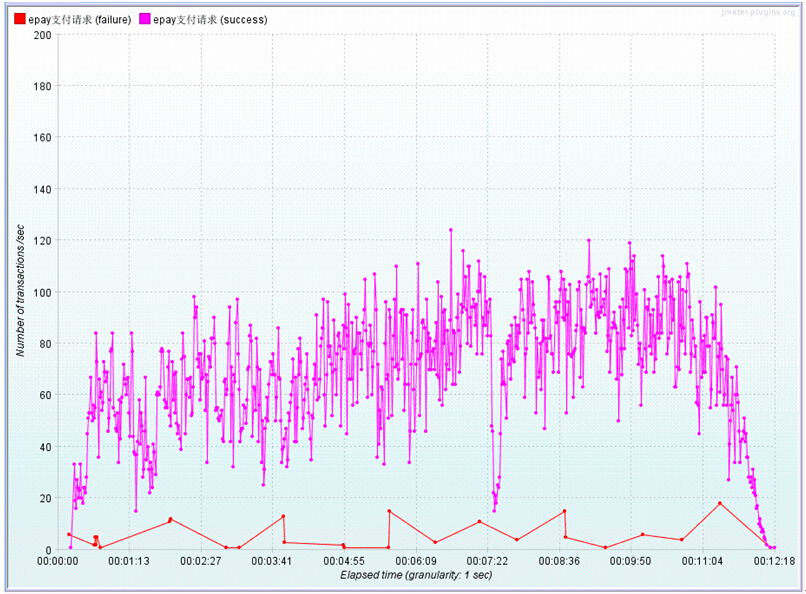 jmeter-plugins.org
epay支付请求 (failure) epay支付请求 (success)
200
180
160
140
120
100
80
60
40
20
0
Number of transactions /sec
00:00:00 00:01:13 00:02:27 00:03:41 00:04:55 00:06:09 00:07:22 00:08:36 00:09:50 00:11:04 00:12:18
Elapsed time (granularity: 1 sec)